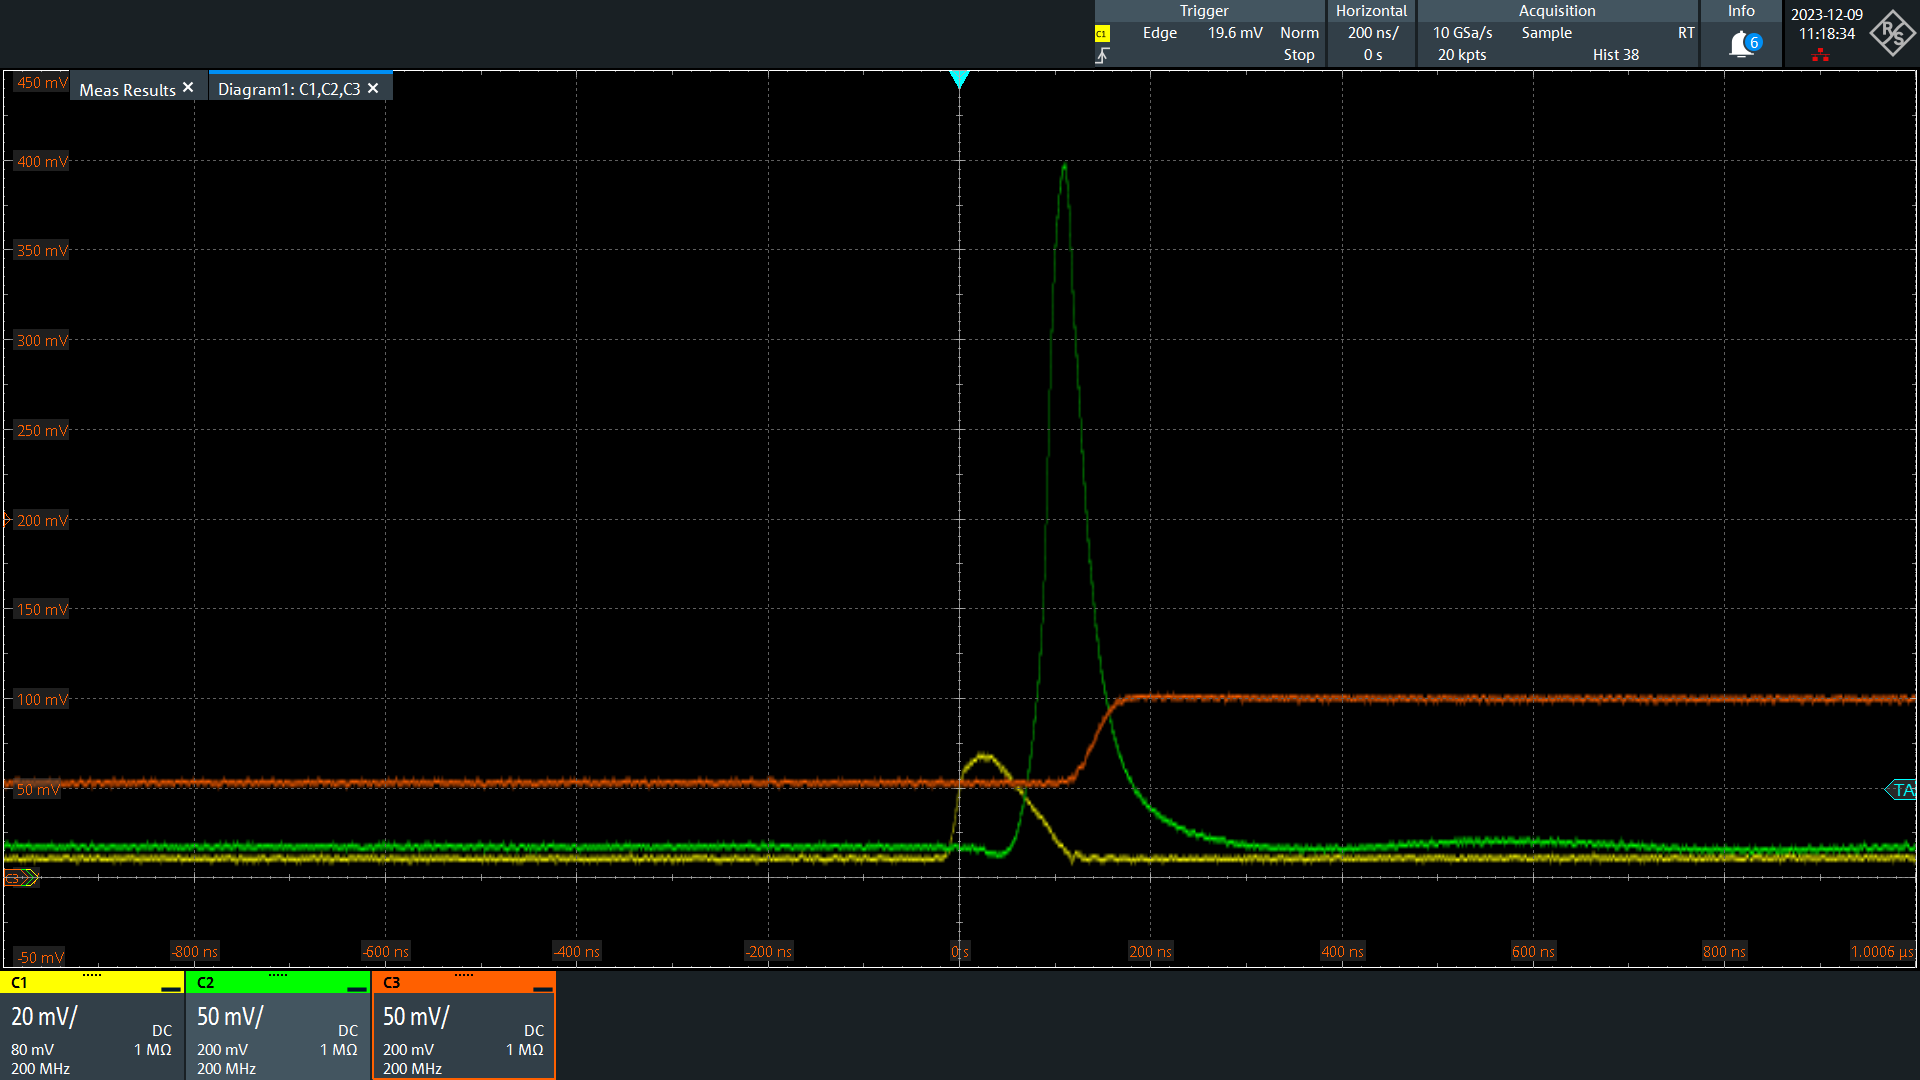 Trigger
C1 Edge 19.6 mV Norm
Stop
Horizontal
200 ns/
0 s
Acquisition
10 GSa/s Sample RT
20 kpts Hist 38
Info
6
2023-12-09
11:18:34
R&S
Meas Results
Diagram1: C1,C2,C3
450 mV
400 mV
350 mV
300 mV
250 mV
200 mV
150 mV
100 mV
50 mV
TA
C3
-50 mV
-800 ns -600 ns -400 ns -200 ns 0 s 200 ns 400 ns 600 ns 800 ns 1.0006 µs
C1
20 mV/
DC
80 mV 1 MΩ
200 MHz
C2
50 mV/
DC
200 mV 1 MΩ
200 MHz
C3
50 mV/
DC
200 mV 1 MΩ
200 MHz